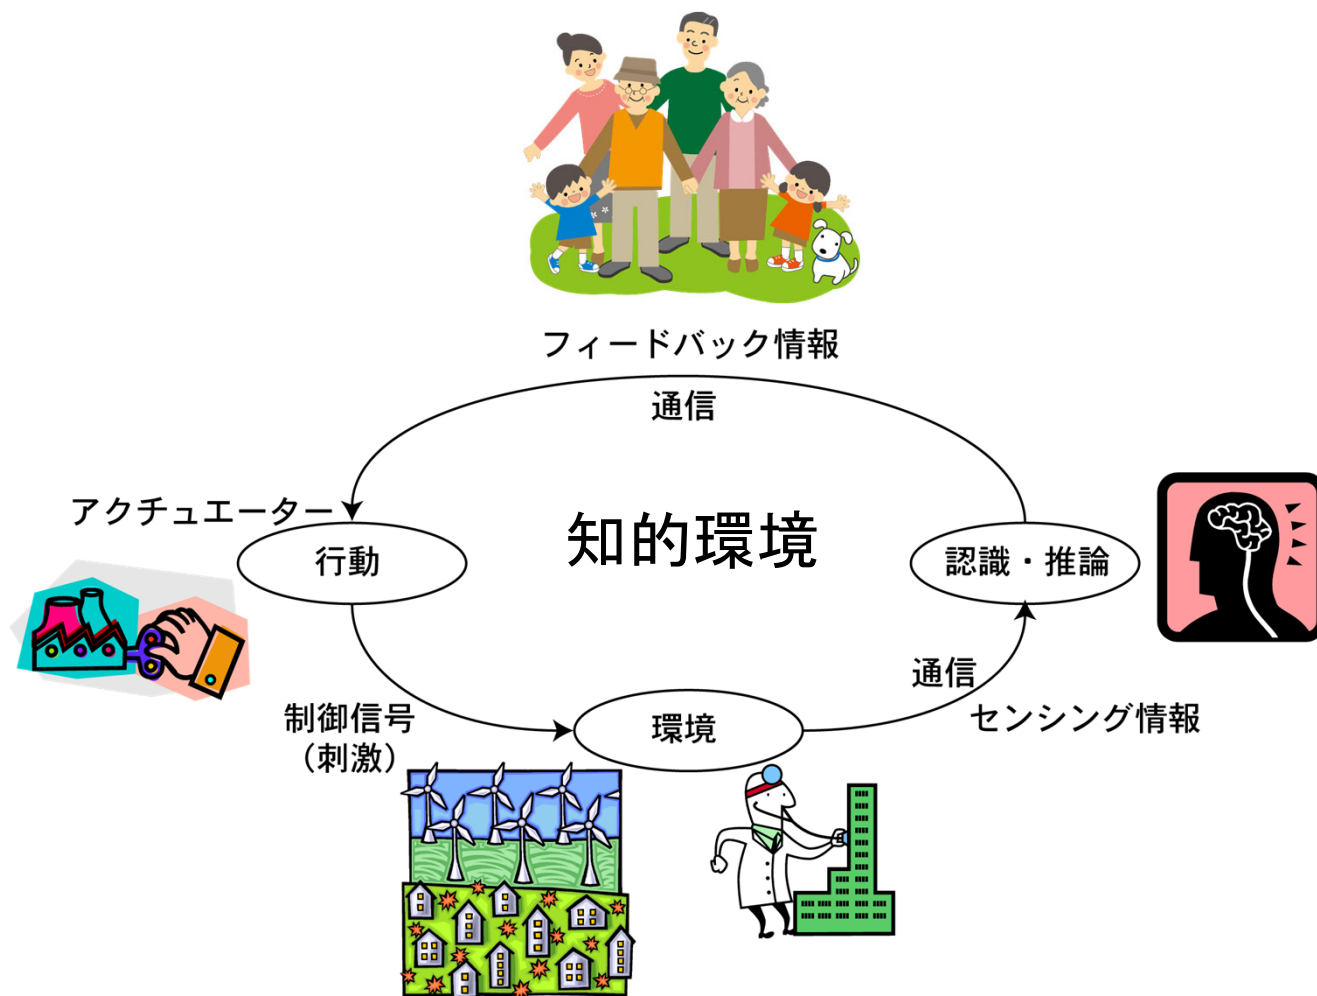 フィードバック情報
通信
アクチュエーター
行動
知的環境
認識・推論
制御信号
（刺激）
環境
通信
センシング情報